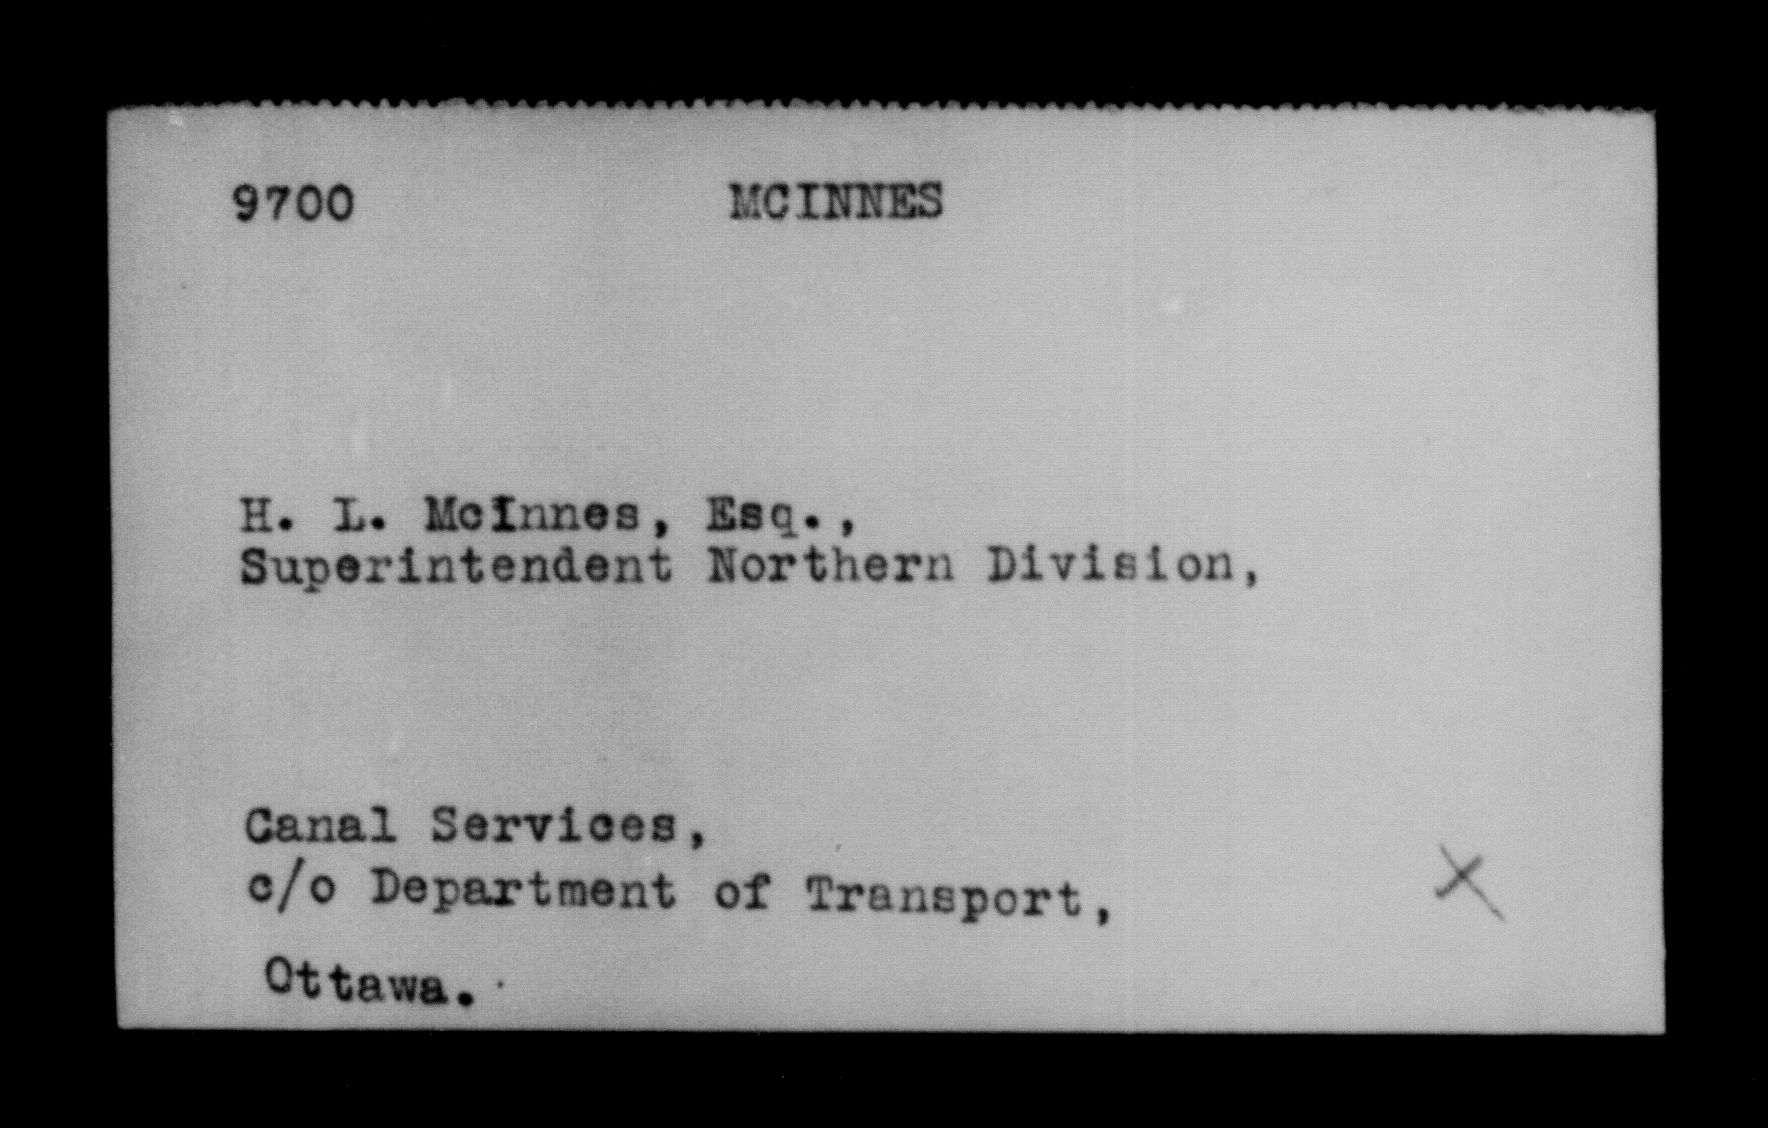 9700 MCINNES
H. L. McInnes, Esq.,
Superintendent Northern Division,
Canal Services,
c/o Department of Transport,
Ottawa.
X